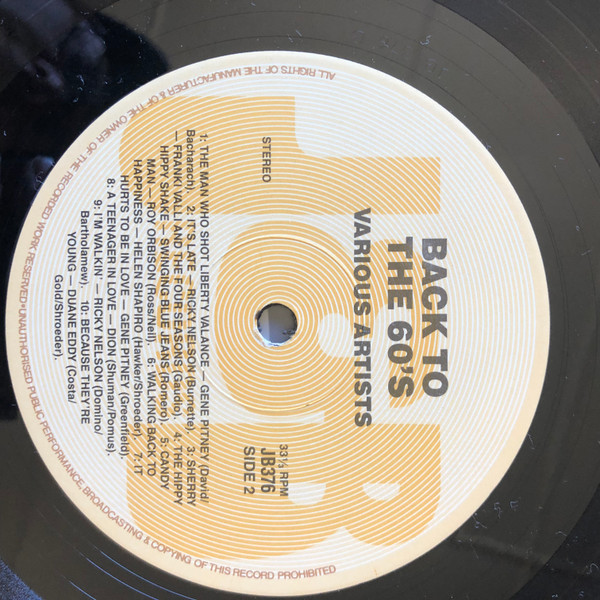 BACK TO
THE 60'S
VARIOUS ARTISTS
STEREO
33⅓ RPM
JB376
SIDE 2
1: THE MAN WHO SHOT LIBERTY VALANCE — GENE PITNEY (David/
Bacharach). 2: IT'S LATE — RICKY NELSON (Burnette) 3: SHERRY
— FRANKI VALLI AND THE FOUR SEASONS (Gaudio). 4: THE HIPPY
HIPPY SHAKE — SWINGING BLUE JEANS (Romero). 5: CANDY
MAN — ROY ORBISON (Ross/Neil). 6: WALKING BACK TO
HAPPINESS — HELEN SHAPIRO (Hawker/Shroeder) 7: IT
HURTS TO BE IN LOVE — GENE PITNEY (Greenfield).
8: A TEENAGER IN LOVE — DION (Shuman/Pomus).
9: I'M WALKIN' — RICKY NELSON (Domino/
Bartholamew). 10: BECAUSE THEY'RE
YOUNG — DUANE EDDY (Costa/
Gold/Shroeder).
ALL RIGHTS OF THE MANUFACTURER & OF THE OWNER OF THE RECORDED WORK RESERVED • UNAUTHORISED PUBLIC PERFORMANCE, BROADCASTING & COPYING OF THIS RECORD PROHIBITED